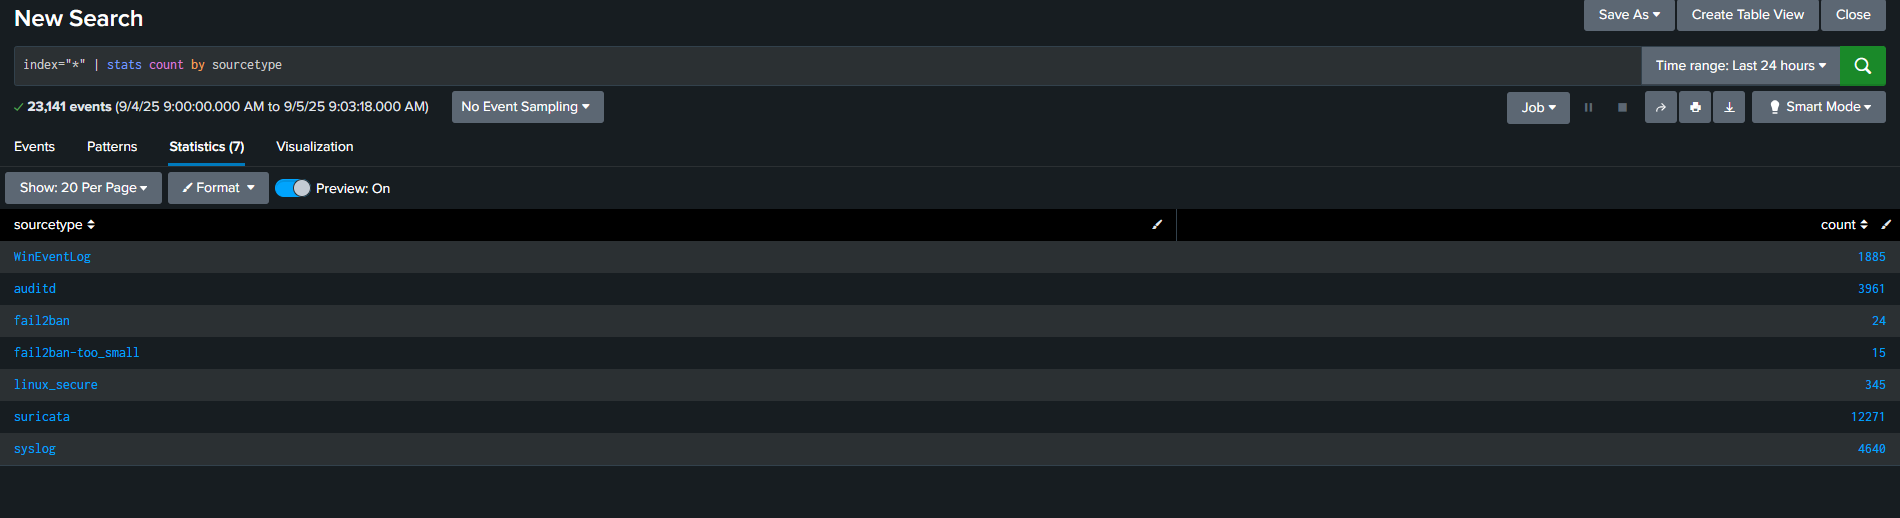 New Search
Save As Create Table View Close
index="*" | stats count by sourcetype
Time range: Last 24 hours
23,141 events (9/4/25 9:00:00.000 AM to 9/5/25 9:03:18.000 AM) No Event Sampling
Job Smart Mode
Events Patterns Statistics (7) Visualization
Show: 20 Per Page Format Preview: On
sourcetype count
WinEventLog 1885
auditd 3961
fail2ban 24
fail2ban-too_small 15
linux_secure 345
suricata 12271
syslog 4640